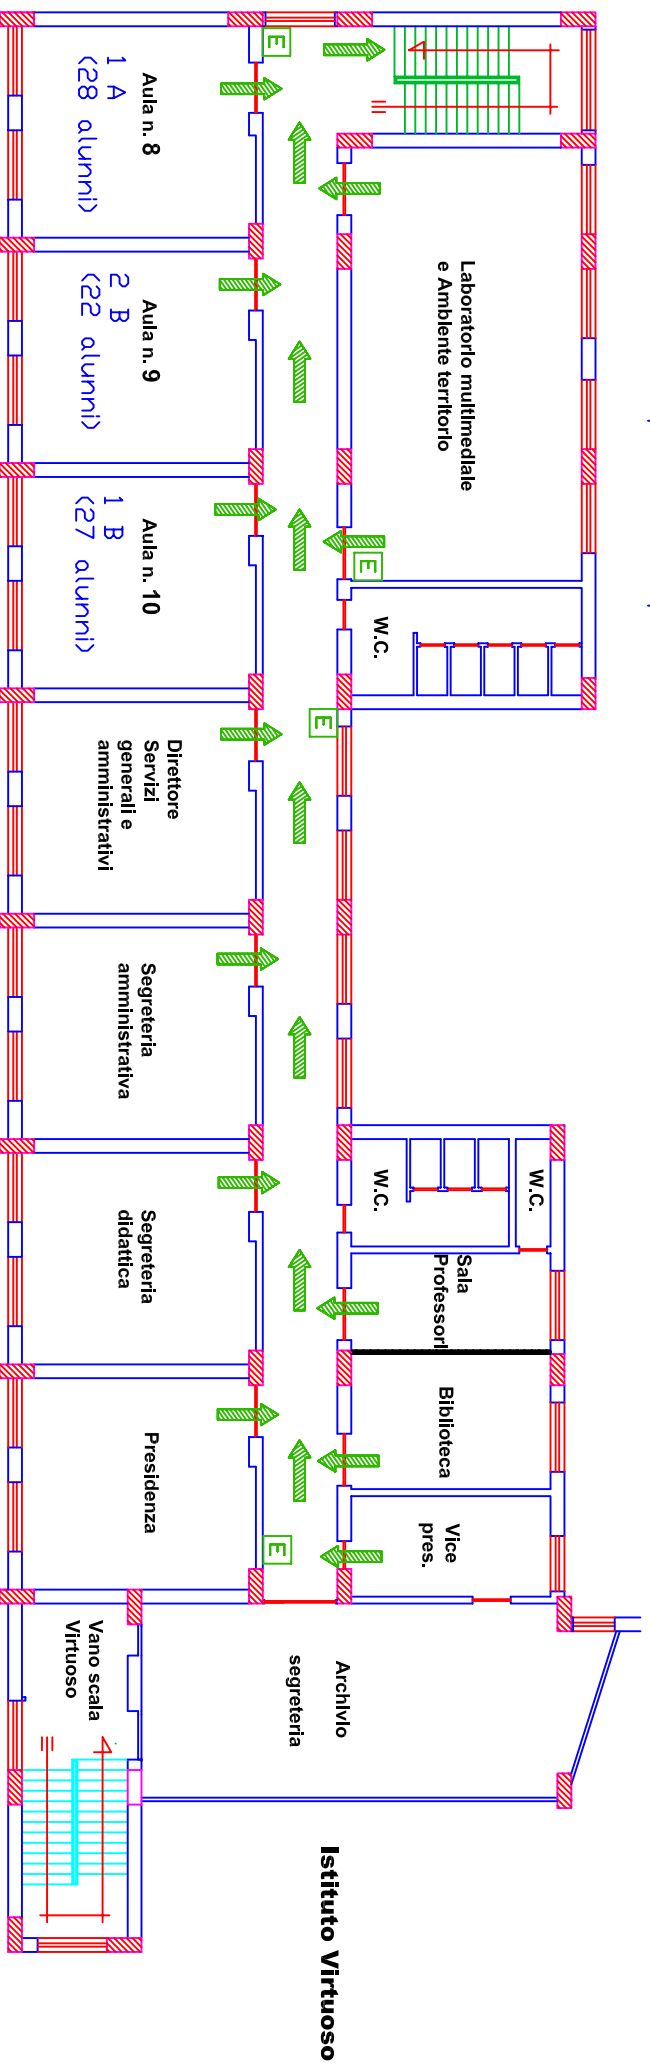 Aula n. 8
1 A
(28 alunni)
Aula n. 9
2 B
(22 alunni)
Aula n. 10
1 B
(27 alunni)
Direttore
Servizi
generali e
amministrativi
Segreteria
amministrativa
Segreteria
didattica
Presidenza
Vano scala
Virtuoso
Laboratorio multimediale
e Ambiente territorio
W.C.
W.C.
W.C.
Sala
Professori
Biblioteca
Vice
pres.
Archivio
segreteria
E
E
E
E
Istituto Virtuoso